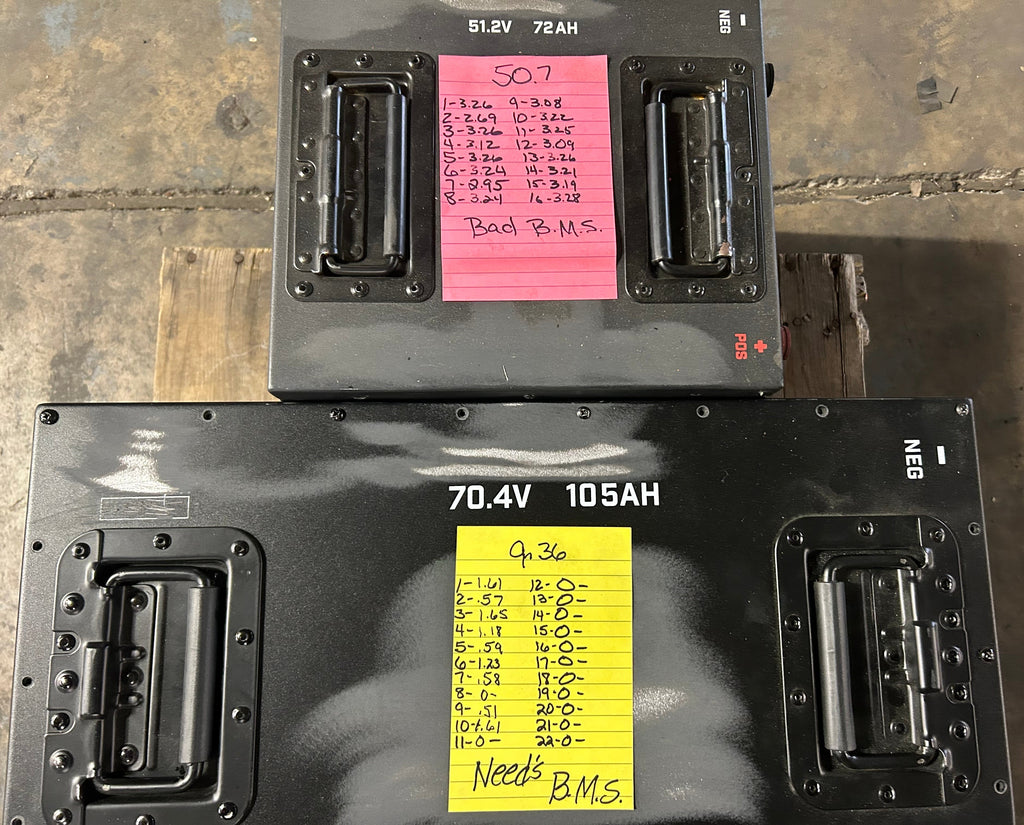 51.2V 72AH
NEG -
50.7
1-3.26 9-3.08
2-2.69 10-3.22
3-3.26 11-3.25
4-3.12 12-3.09
5-3.26 13-3.26
6-3.24 14-3.21
7-2.95 15-3.19
8-3.24 16-3.28
Bad B.M.S.
POS +
NEG -
70.4V 105AH
9.36
1-1.61 12-0-
2-.57 13-0-
3-1.65 14-0-
4-1.18 15-0-
5-.59 16-0-
6-1.23 17-0-
7-.58 18-0-
8-0- 19-0-
9-.51 20-0-
10-1.61 21-0-
11-0- 22-0-
Need's
B.M.S.